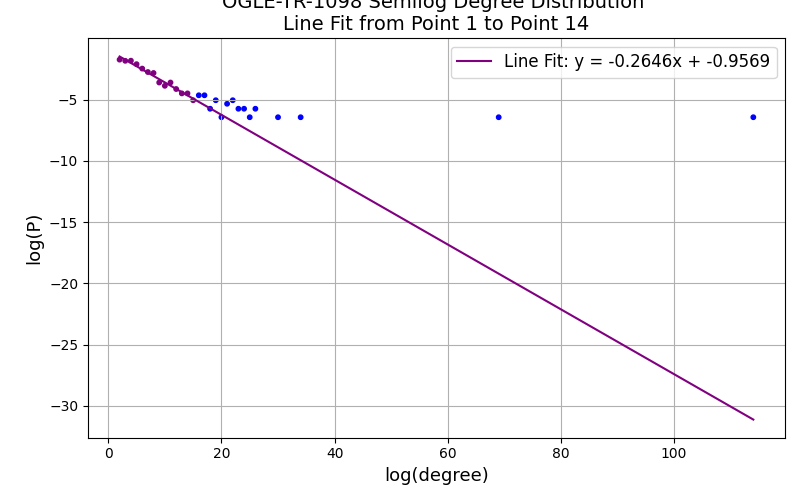 OGLE-TR-1098 Semilog Degree Distribution
Line Fit from Point 1 to Point 14
Line Fit: y = -0.2646x + -0.9569
log(P)
−5
−10
−15
−20
−25
−30
0 20 40 60 80 100
log(degree)